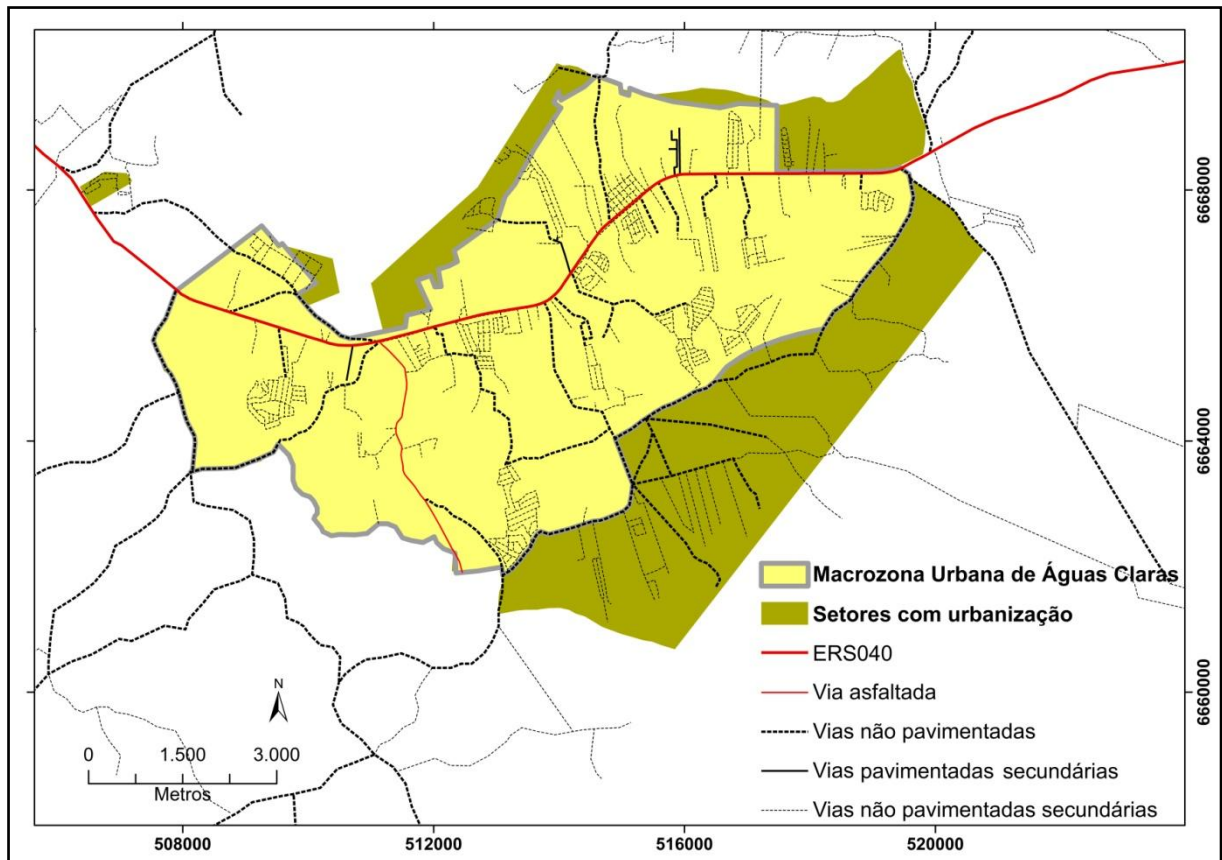 6668000
6664000
6660000
Macrozona Urbana de Águas Claras
Setores com urbanização
ERS040
Via asfaltada
Vias não pavimentadas
Vias pavimentadas secundárias
Vias não pavimentadas secundárias
N
0 1.500 3.000
Metros
508000 512000 516000 520000